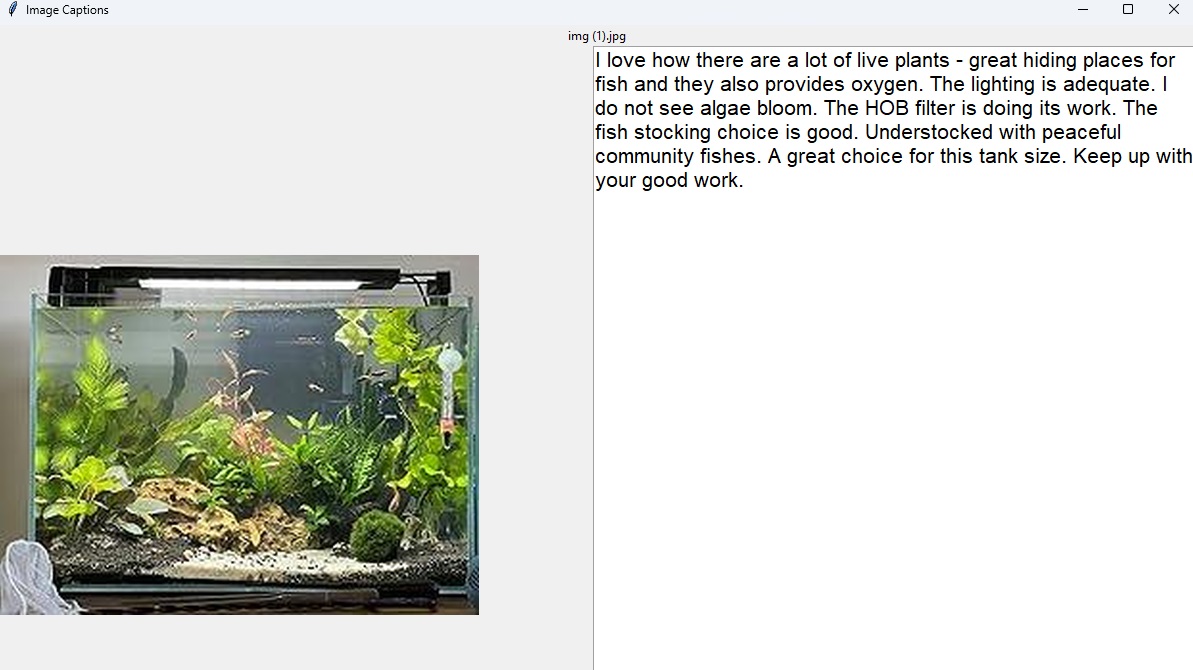 Image Captions
img (1).jpg
I love how there are a lot of live plants - great hiding places for
fish and they also provides oxygen. The lighting is adequate. I
do not see algae bloom. The HOB filter is doing its work. The
fish stocking choice is good. Understocked with peaceful
community fishes. A great choice for this tank size. Keep up with
your good work.